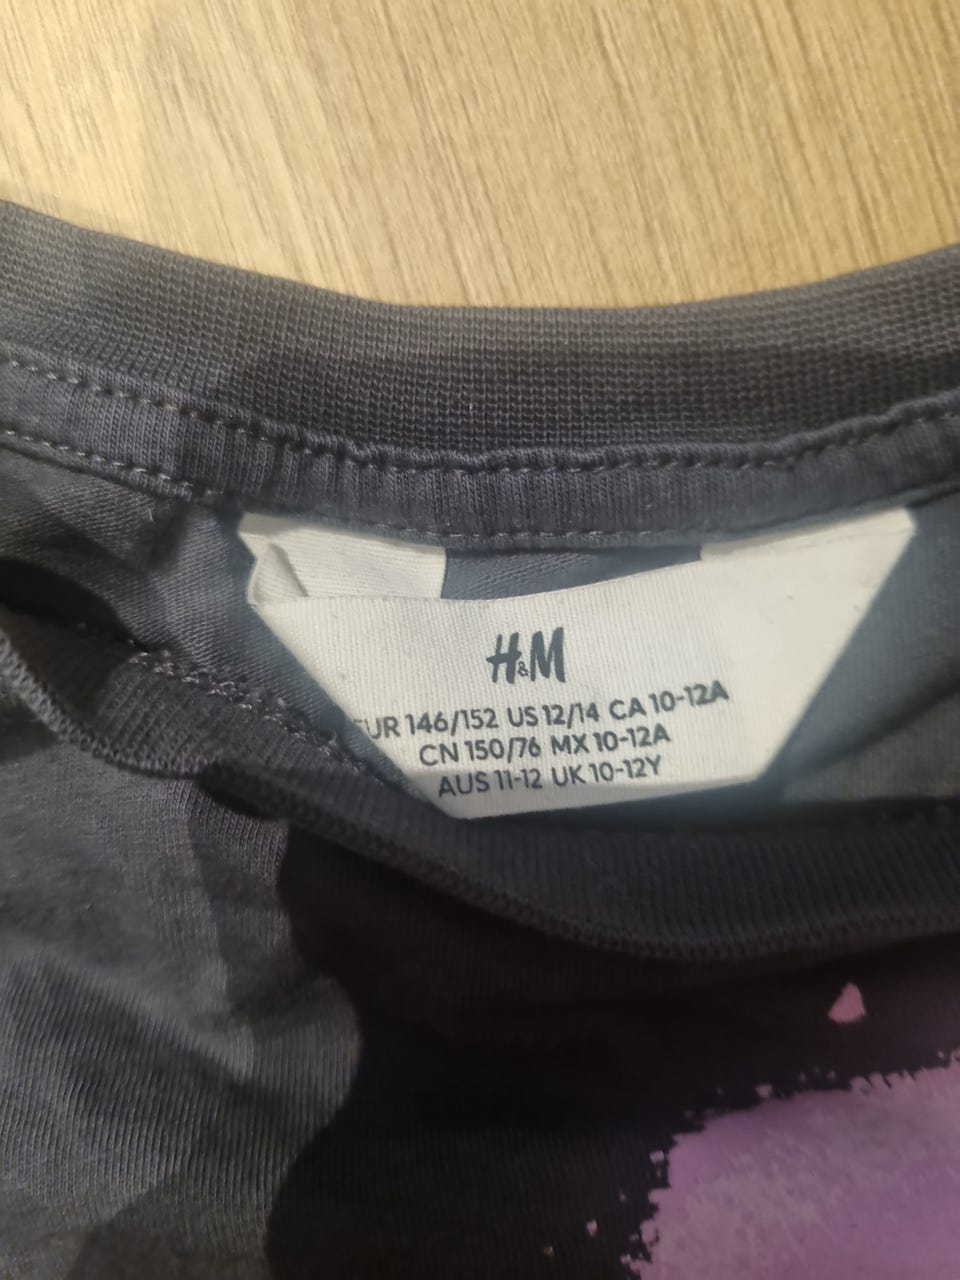 H&M
EUR 146/152 US 12/14 CA 10-12A
CN 150/76 MX 10-12A
AUS 11-12 UK 10-12Y